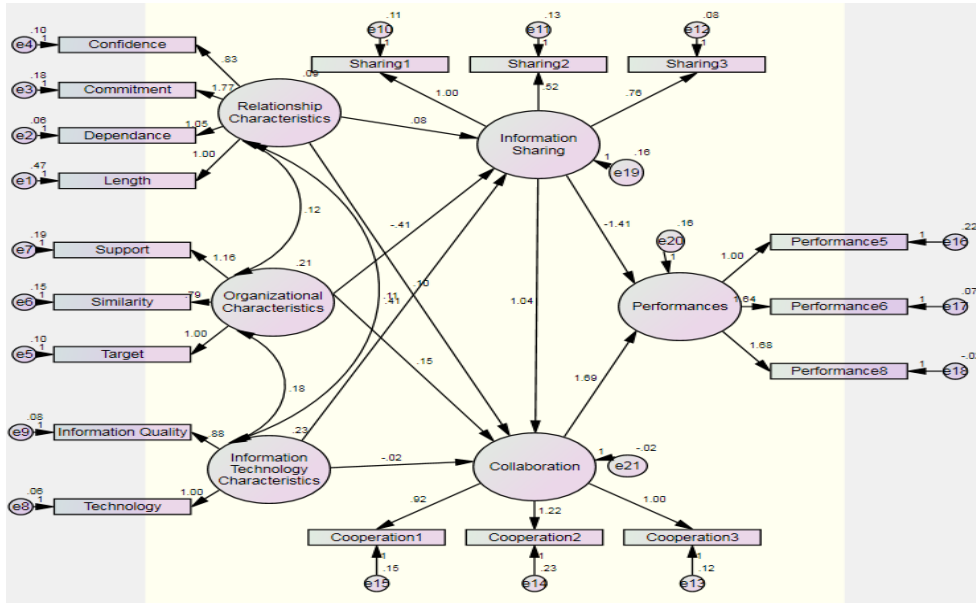 .10
e4
1
Confidence
.18
e3
1
Commitment
.06
e2
1
Dependance
.47
e1
1
Length
.19
e7
1
Support
.15
e6
1
Similarity
.10
e5
1
Target
.08
e9
1
Information Quality
.06
e8
1
Technology
.83
1.77
1.05
1.00
1.16
.79
1.00
.88
1.00
.09
Relationship
Characteristics
.21
Organizational
Characteristics
.23
Information
Technology
Characteristics
.12
.18
.11
.41
.10
.08
-.41
.15
-.02
.11
e10
1
Sharing1
.13
e11
1
Sharing2
.08
e12
1
Sharing3
1.00
.52
.76
Information
Sharing
1
.16
e19
-1.41
1.04
.16
e20
1
Performances
1.69
1.00
1.64
1.68
Performance5
1
.22
e16
Performance6
1
.07
e17
Performance8
1
-.02
e18
Collaboration
1
-.02
e21
.92
1.22
1.00
Cooperation1
Cooperation2
Cooperation3
1
.15
e15
1
.23
e14
1
.12
e13